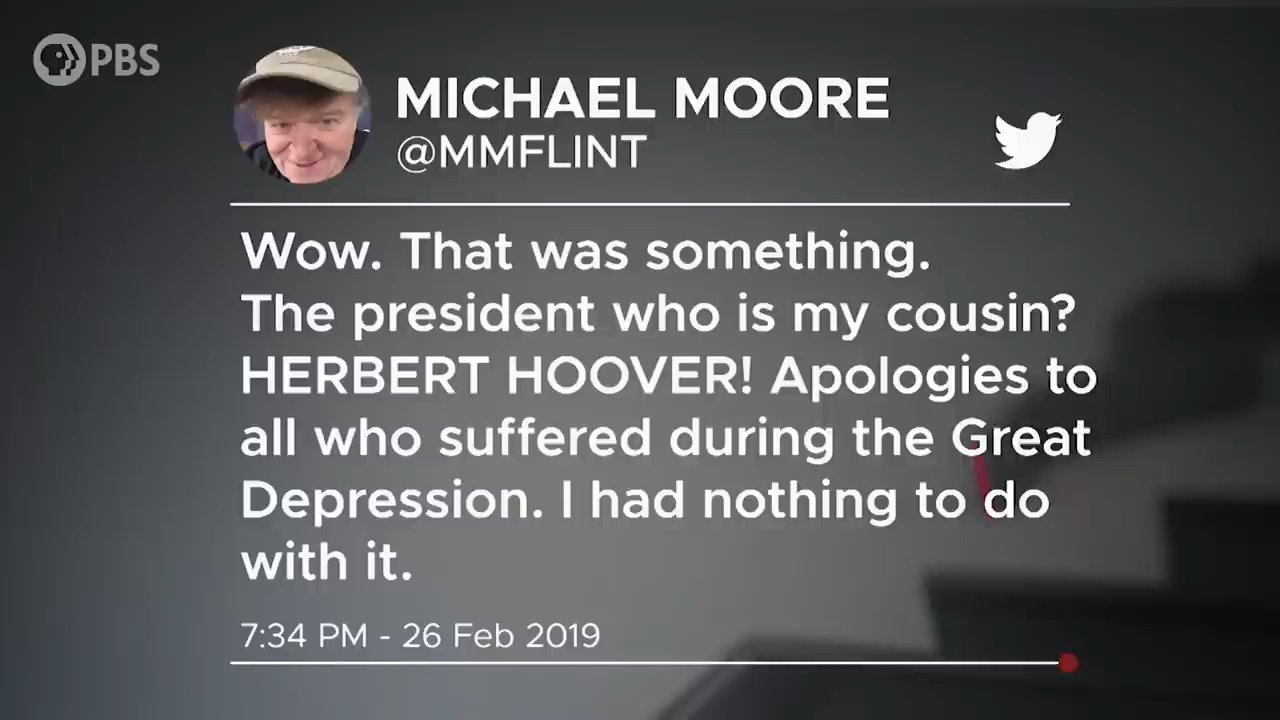 PBS
MICHAEL MOORE
@MMFLINT
Wow. That was something.
The president who is my cousin?
HERBERT HOOVER! Apologies to
all who suffered during the Great
Depression. I had nothing to do
with it.
7:34 PM - 26 Feb 2019